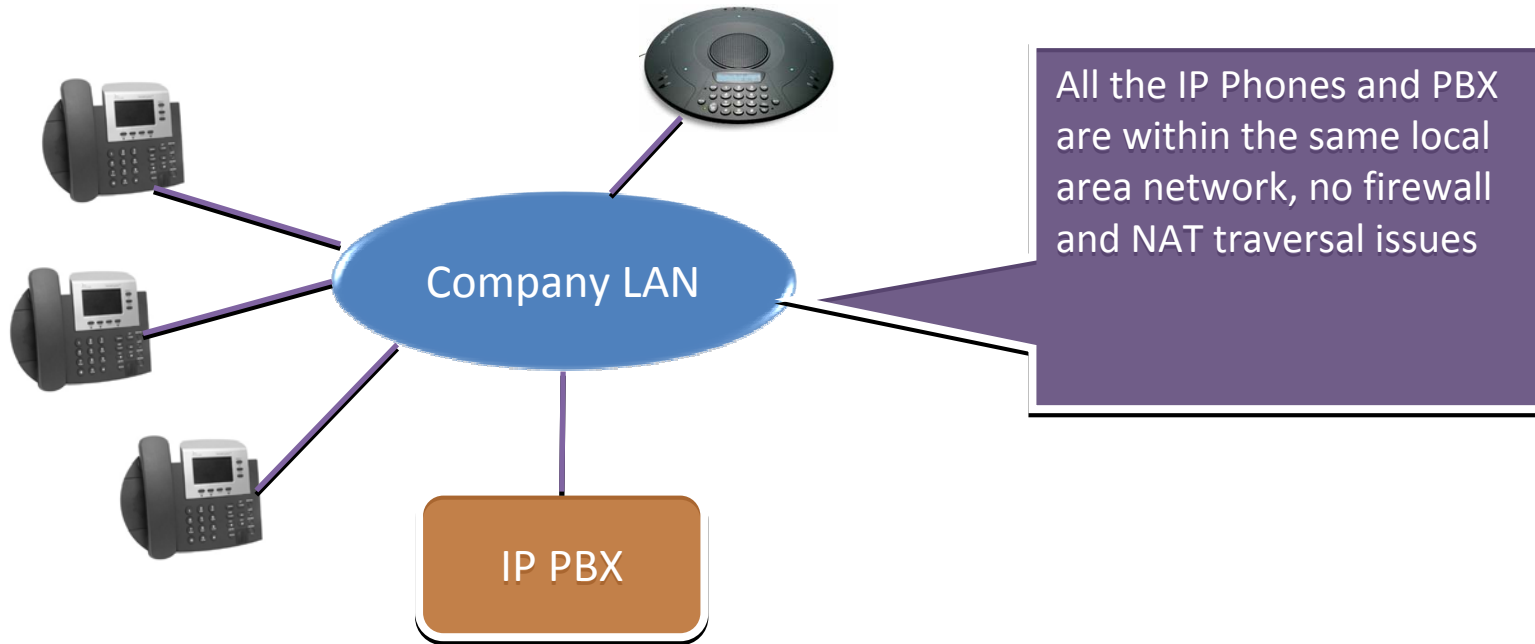 All the IP Phones and PBX
are within the same local
area network, no firewall
and NAT traversal issues
Company LAN
IP PBX